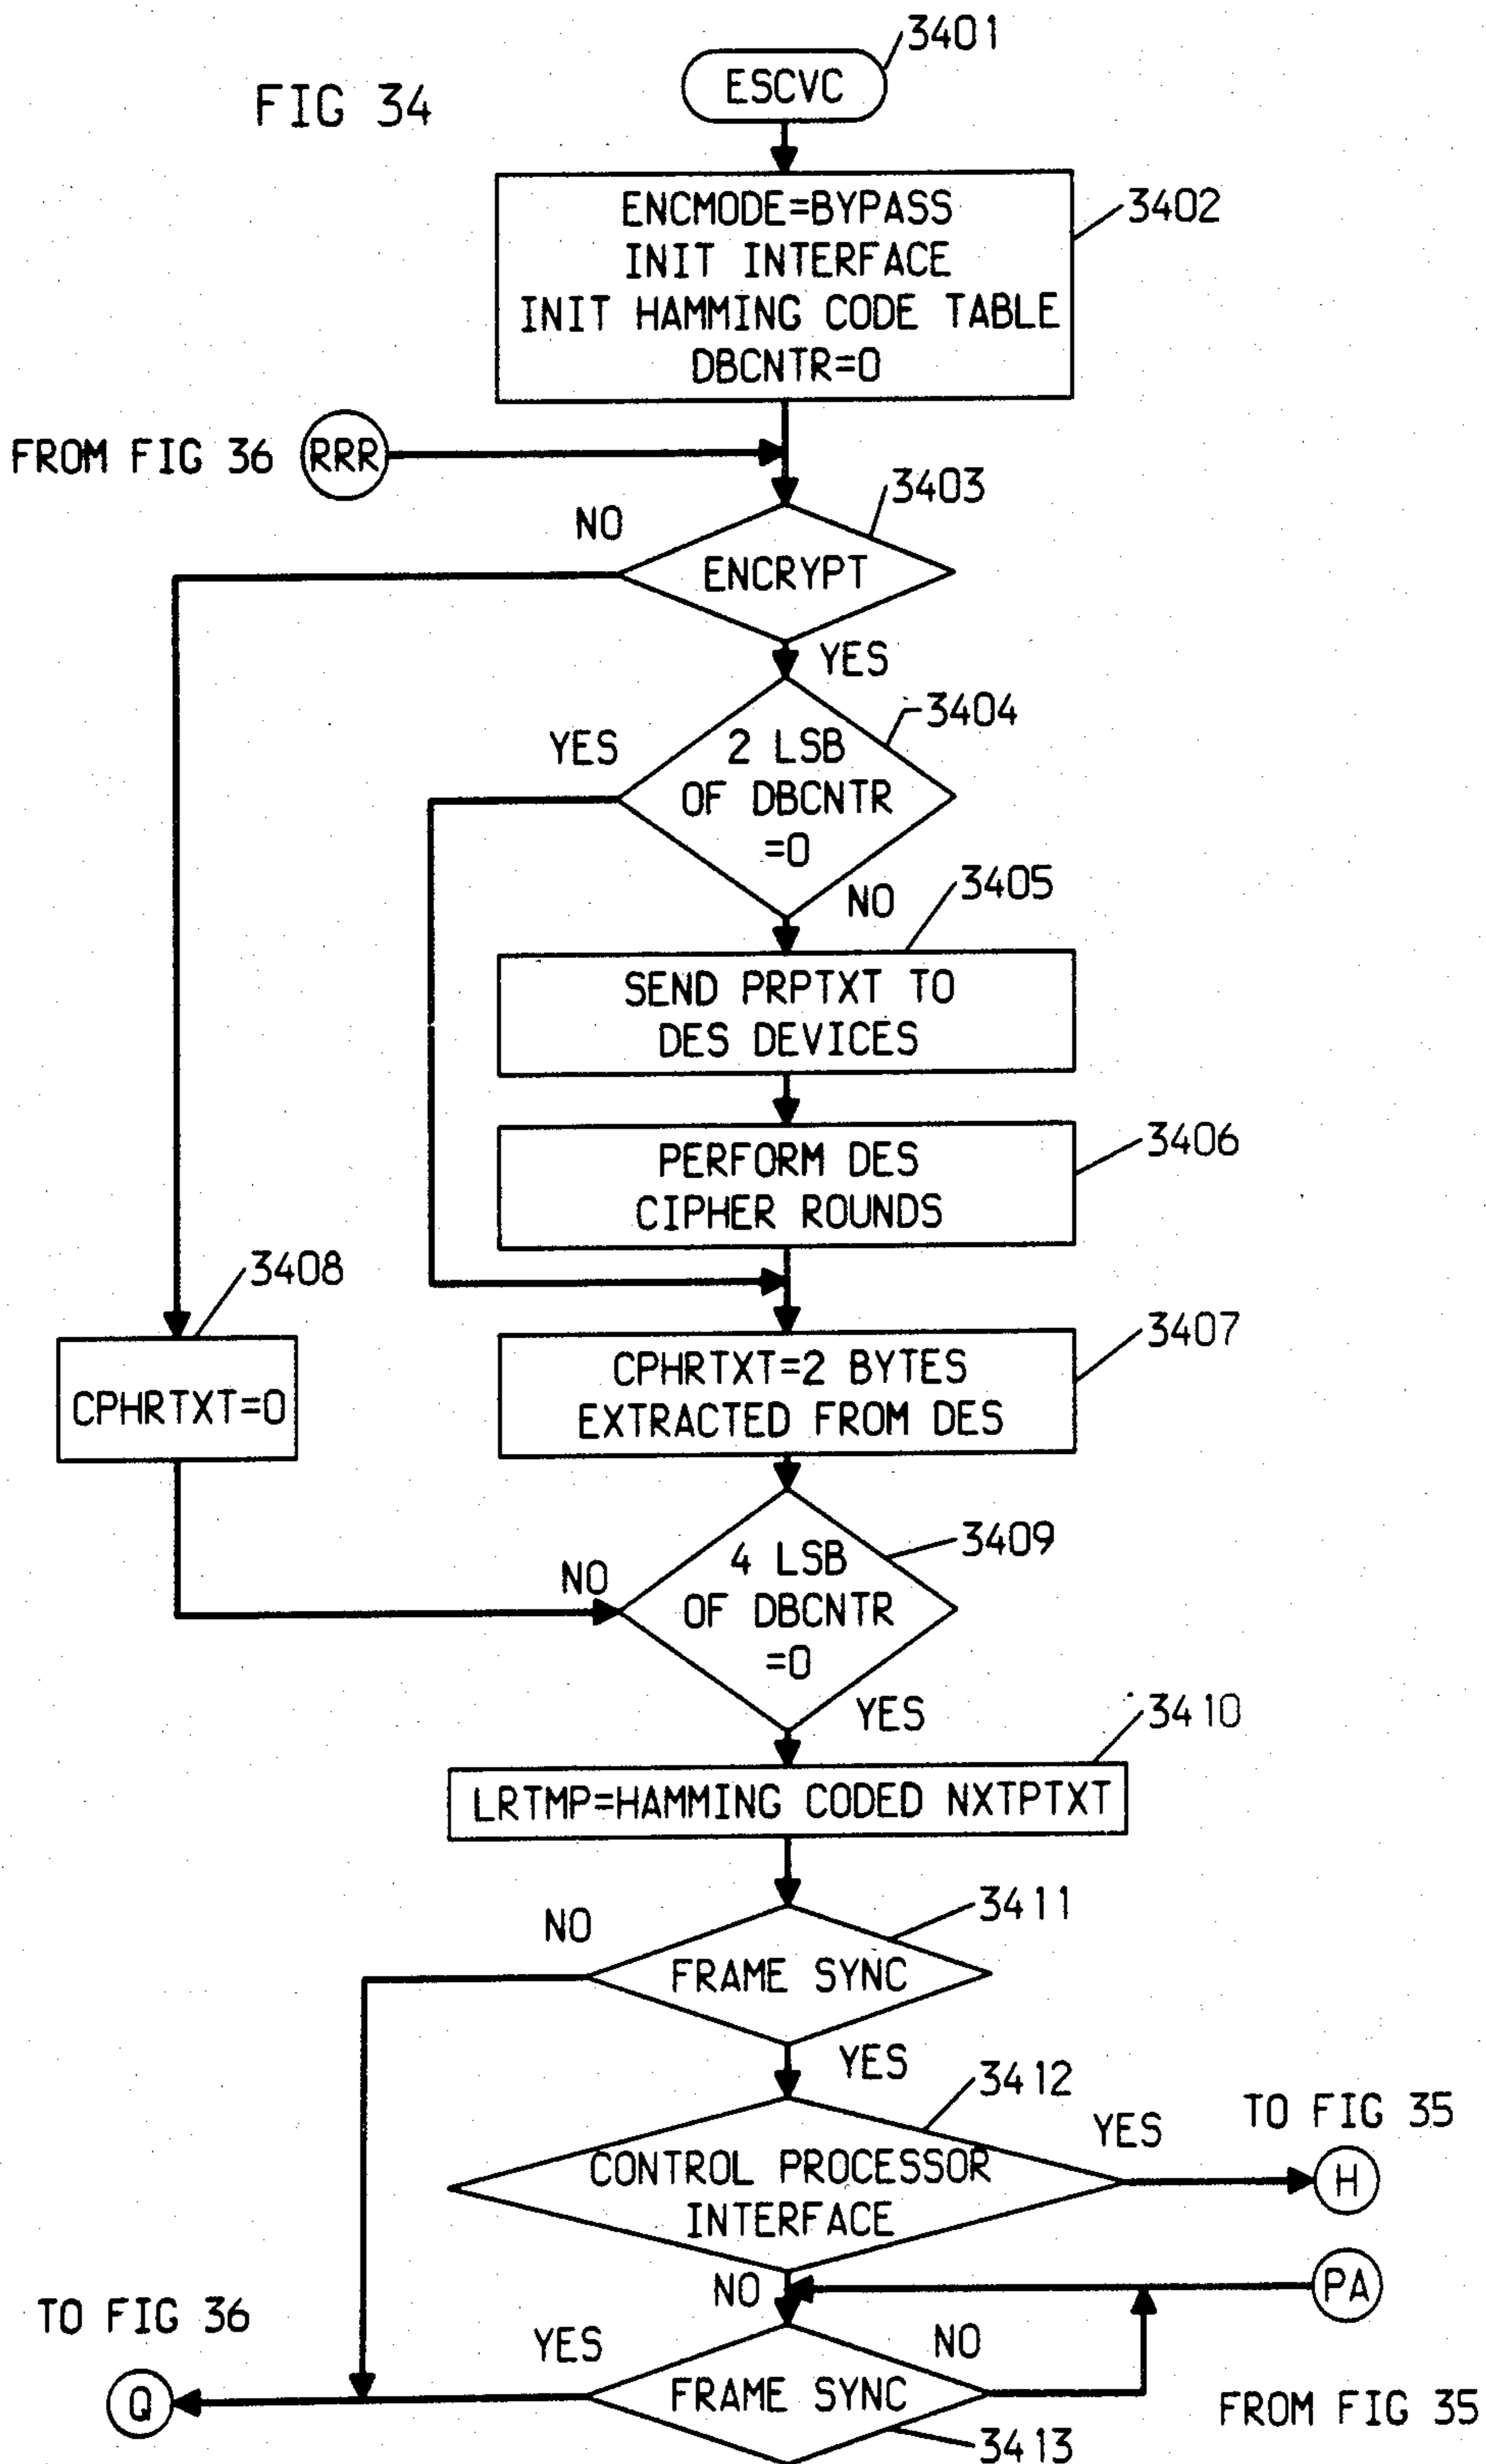 3401
FIG 34
ESCVC
ENCMODE=BYPASS
INIT INTERFACE
INIT HAMMING CODE TABLE
DBCNTR=0
3402
FROM FIG 36
RRR
3403
NO
ENCRYPT
YES
3404
YES
2 LSB
OF DBCNTR
=0
NO
3405
SEND PRPTXT TO
DES DEVICES
3406
PERFORM DES
CIPHER ROUNDS
3408
CPHRTXT=0
3407
CPHRTXT=2 BYTES
EXTRACTED FROM DES
3409
NO
4 LSB
OF DBCNTR
=0
YES
3410
LRTMP=HAMMING CODED NXTPTXT
3411
NO
FRAME SYNC
YES
3412
YES
TO FIG 35
CONTROL PROCESSOR
INTERFACE
H
NO
PA
TO FIG 36
YES
NO
FRAME SYNC
Q
FROM FIG 35
3413